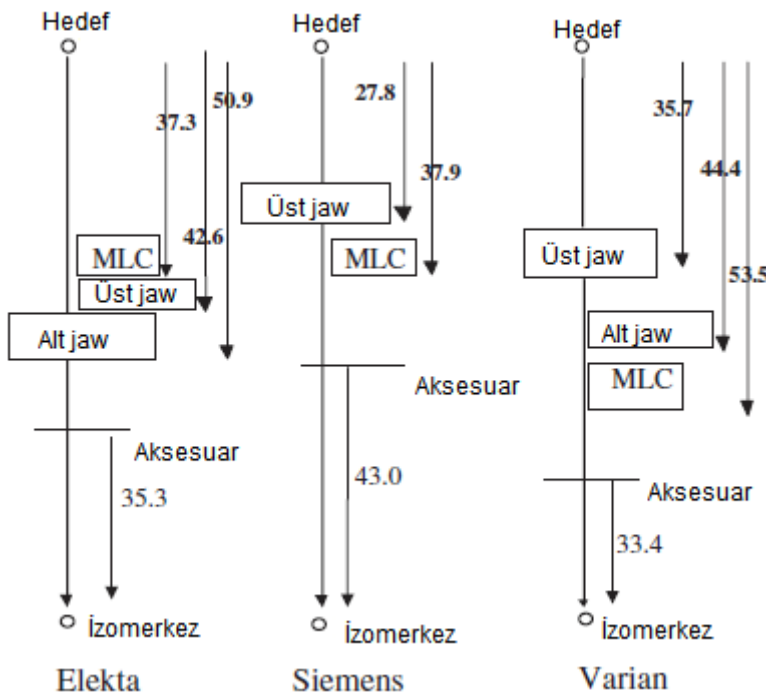 Hedef
37.3
50.9
42.6
MLC
Üst jaw
Alt jaw
Aksesuar
35.3
İzomerkez
Elekta
Hedef
27.8
37.9
Üst jaw
MLC
Aksesuar
43.0
İzomerkez
Siemens
Hedef
35.7
44.4
53.5
Üst jaw
Alt jaw
MLC
Aksesuar
33.4
İzomerkez
Varian